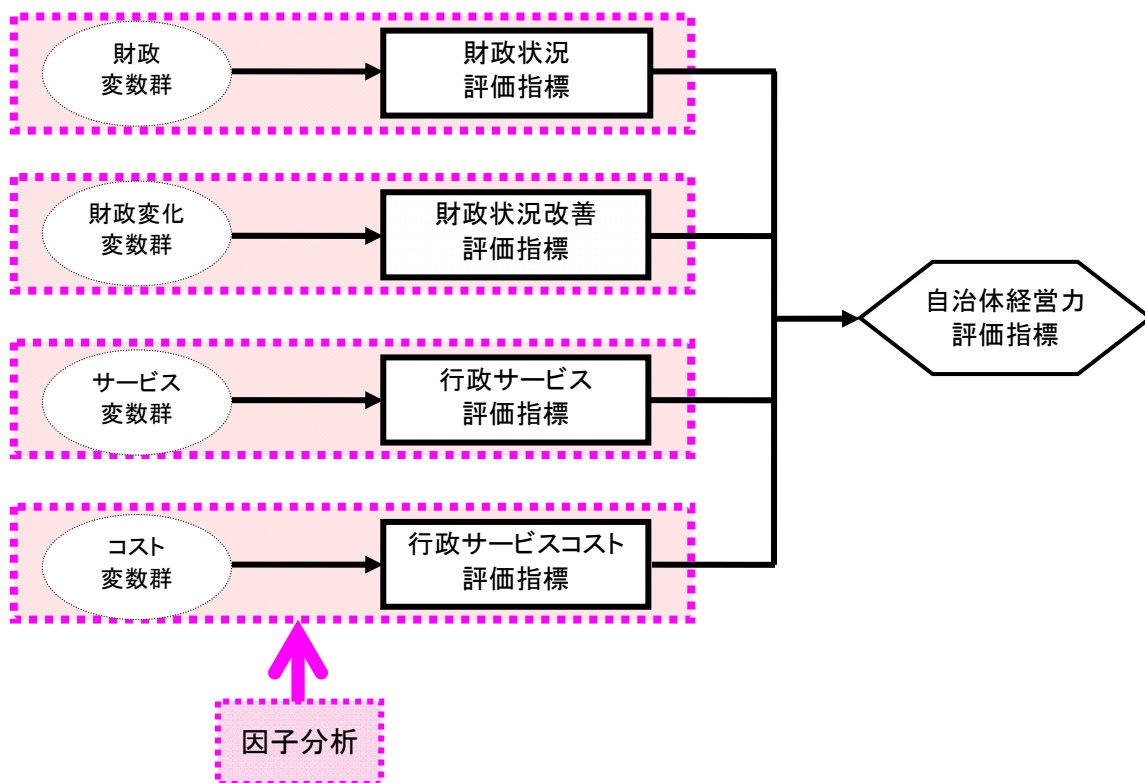 財政
変数群
財政状況
評価指標
財政変化
変数群
財政状況改善
評価指標
自治体経営力
評価指標
サービス
変数群
行政サービス
評価指標
コスト
変数群
行政サービスコスト
評価指標
因子分析